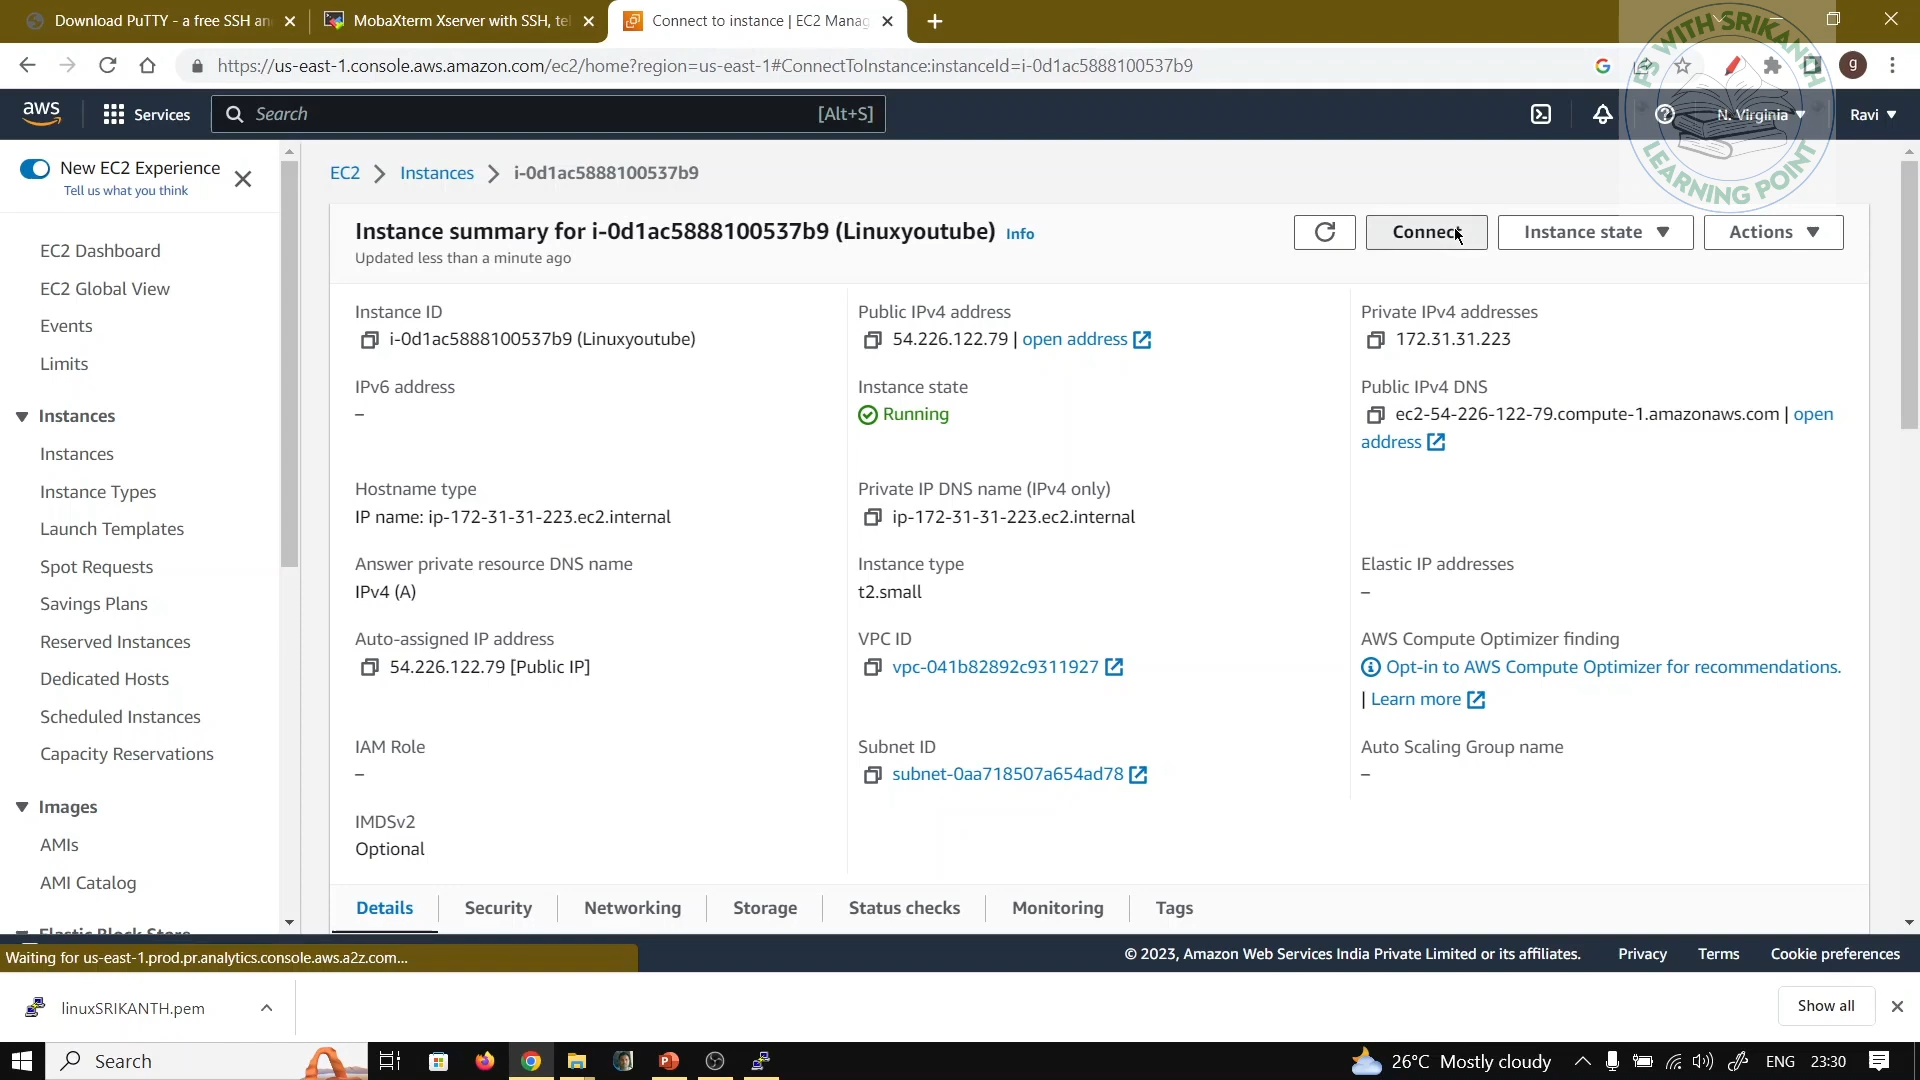 Download PuTTY - a free SSH an
MobaXterm Xserver with SSH, tel
Connect to instance | EC2 Manag
https://us-east-1.console.aws.amazon.com/ec2/home?region=us-east-1#ConnectToInstance:instanceId=i-0d1ac5888100537b9
g
aws
Services
Search
[Alt+S]
N. Virginia
Ravi
WITH SRIKANTH
LEARNING POINT
New EC2 Experience
Tell us what you think
EC2 Dashboard
EC2 Global View
Events
Limits
Instances
Instances
Instance Types
Launch Templates
Spot Requests
Savings Plans
Reserved Instances
Dedicated Hosts
Scheduled Instances
Capacity Reservations
Images
AMIs
AMI Catalog
Elastic Block Store
EC2
Instances
i-0d1ac5888100537b9
Instance summary for i-0d1ac5888100537b9 (Linuxyoutube) Info
Updated less than a minute ago
Connect
Instance state
Actions
Instance ID
i-0d1ac5888100537b9 (Linuxyoutube)
Public IPv4 address
54.226.122.79 | open address
Private IPv4 addresses
172.31.31.223
IPv6 address
–
Instance state
Running
Public IPv4 DNS
ec2-54-226-122-79.compute-1.amazonaws.com | open
address
Hostname type
IP name: ip-172-31-31-223.ec2.internal
Private IP DNS name (IPv4 only)
ip-172-31-31-223.ec2.internal
Answer private resource DNS name
IPv4 (A)
Instance type
t2.small
Elastic IP addresses
–
Auto-assigned IP address
54.226.122.79 [Public IP]
VPC ID
vpc-041b82892c9311927
AWS Compute Optimizer finding
Opt-in to AWS Compute Optimizer for recommendations.
| Learn more
IAM Role
–
Subnet ID
subnet-0aa718507a654ad78
Auto Scaling Group name
–
IMDSv2
Optional
Details
Security
Networking
Storage
Status checks
Monitoring
Tags
Waiting for us-east-1.prod.pr.analytics.console.aws.a2z.com...
© 2023, Amazon Web Services India Private Limited or its affiliates.
Privacy
Terms
Cookie preferences
linuxSRIKANTH.pem
Show all
Search
26°C Mostly cloudy
ENG
23:30